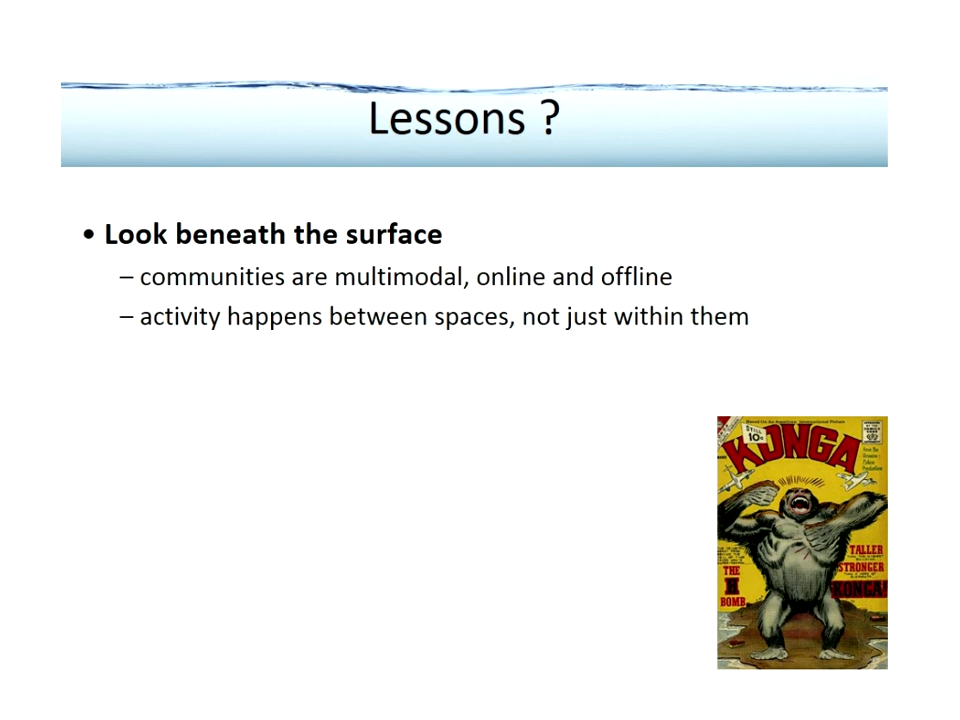 Lessons ?
• Look beneath the surface
– communities are multimodal, online and offline
– activity happens between spaces, not just within them
STILL
10¢
KONGA
TALLER
STRONGER
KONGA!
THE
H
BOMB